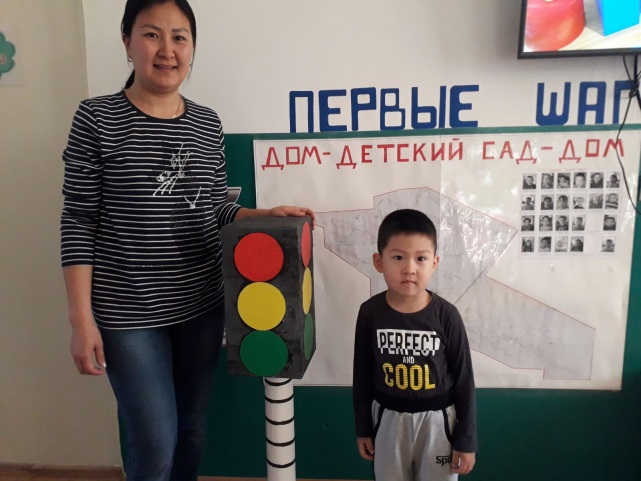 ПЕРВЫЕ ШАГ
ДОМ-ДЕТСКИЙ САД-ДОМ
PERFECT
AND
COOL